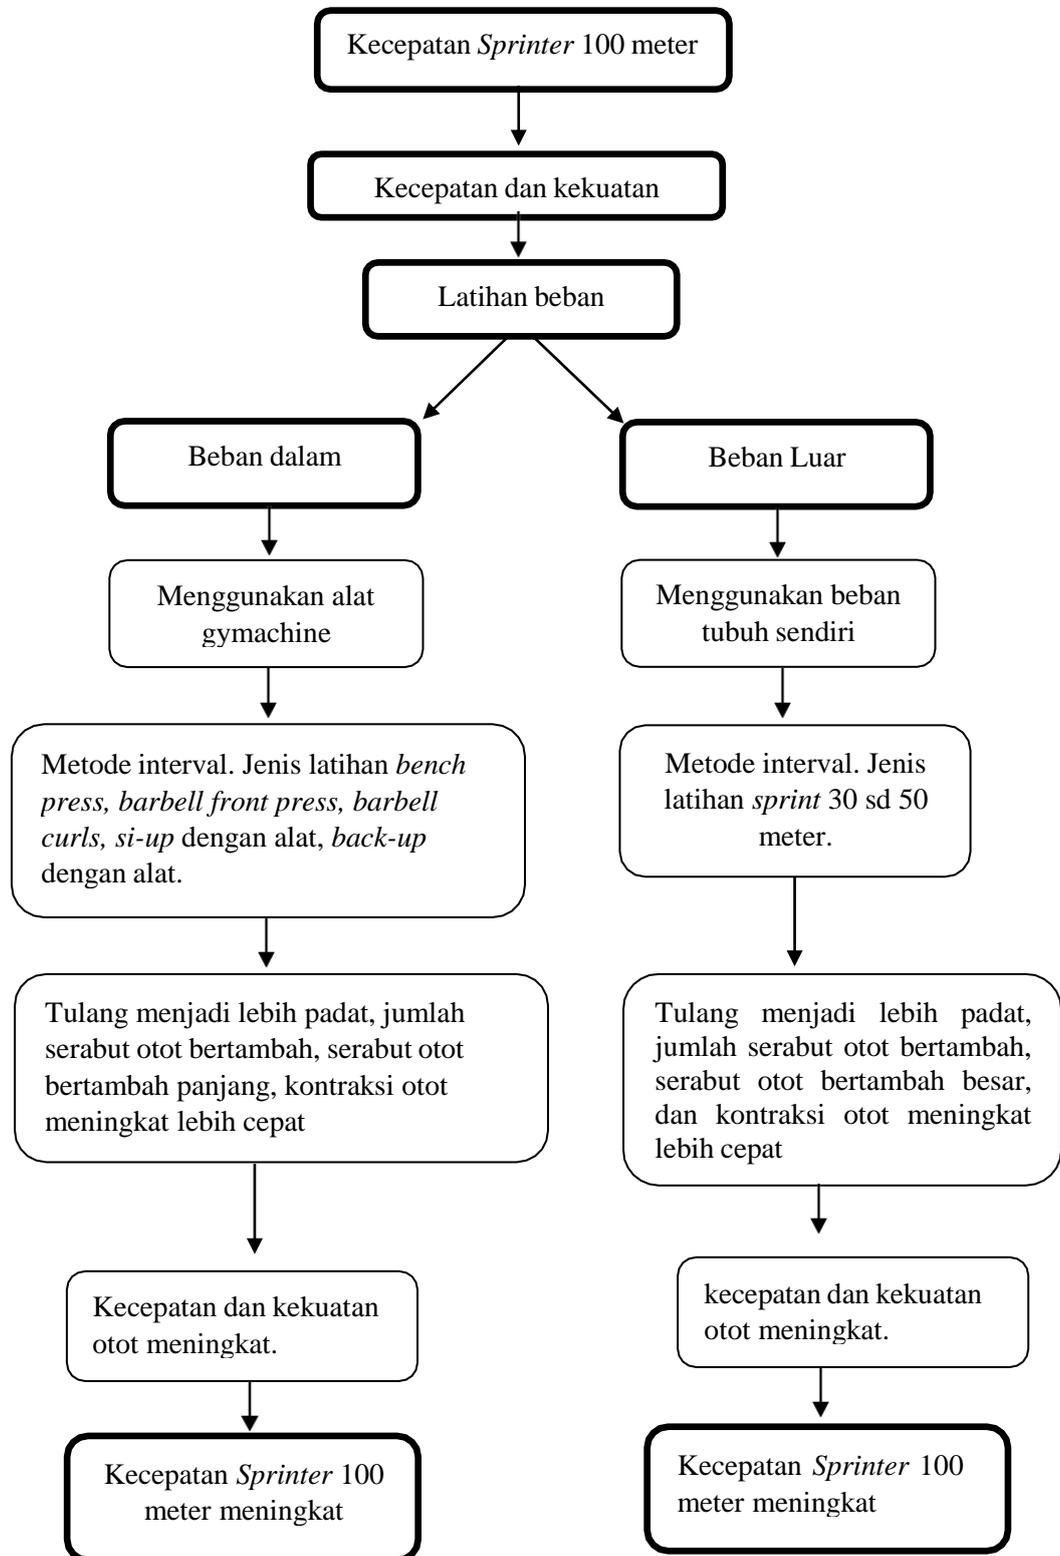 Kecepatan Sprinter 100 meter
Kecepatan dan kekuatan
Latihan beban
Beban dalam
Menggunakan alat
gymachine
Metode interval. Jenis latihan bench
press, barbell front press, barbell
curls, si-up dengan alat, back-up
dengan alat.
Tulang menjadi lebih padat, jumlah
serabut otot bertambah, serabut otot
bertambah panjang, kontraksi otot
meningkat lebih cepat
Kecepatan dan kekuatan
otot meningkat.
Kecepatan Sprinter 100
meter meningkat
Beban Luar
Menggunakan beban
tubuh sendiri
Metode interval. Jenis
latihan sprint 30 sd 50
meter.
Tulang menjadi lebih padat,
jumlah serabut otot bertambah,
serabut otot bertambah besar,
dan kontraksi otot meningkat
lebih cepat
kecepatan dan kekuatan
otot meningkat.
Kecepatan Sprinter 100
meter meningkat